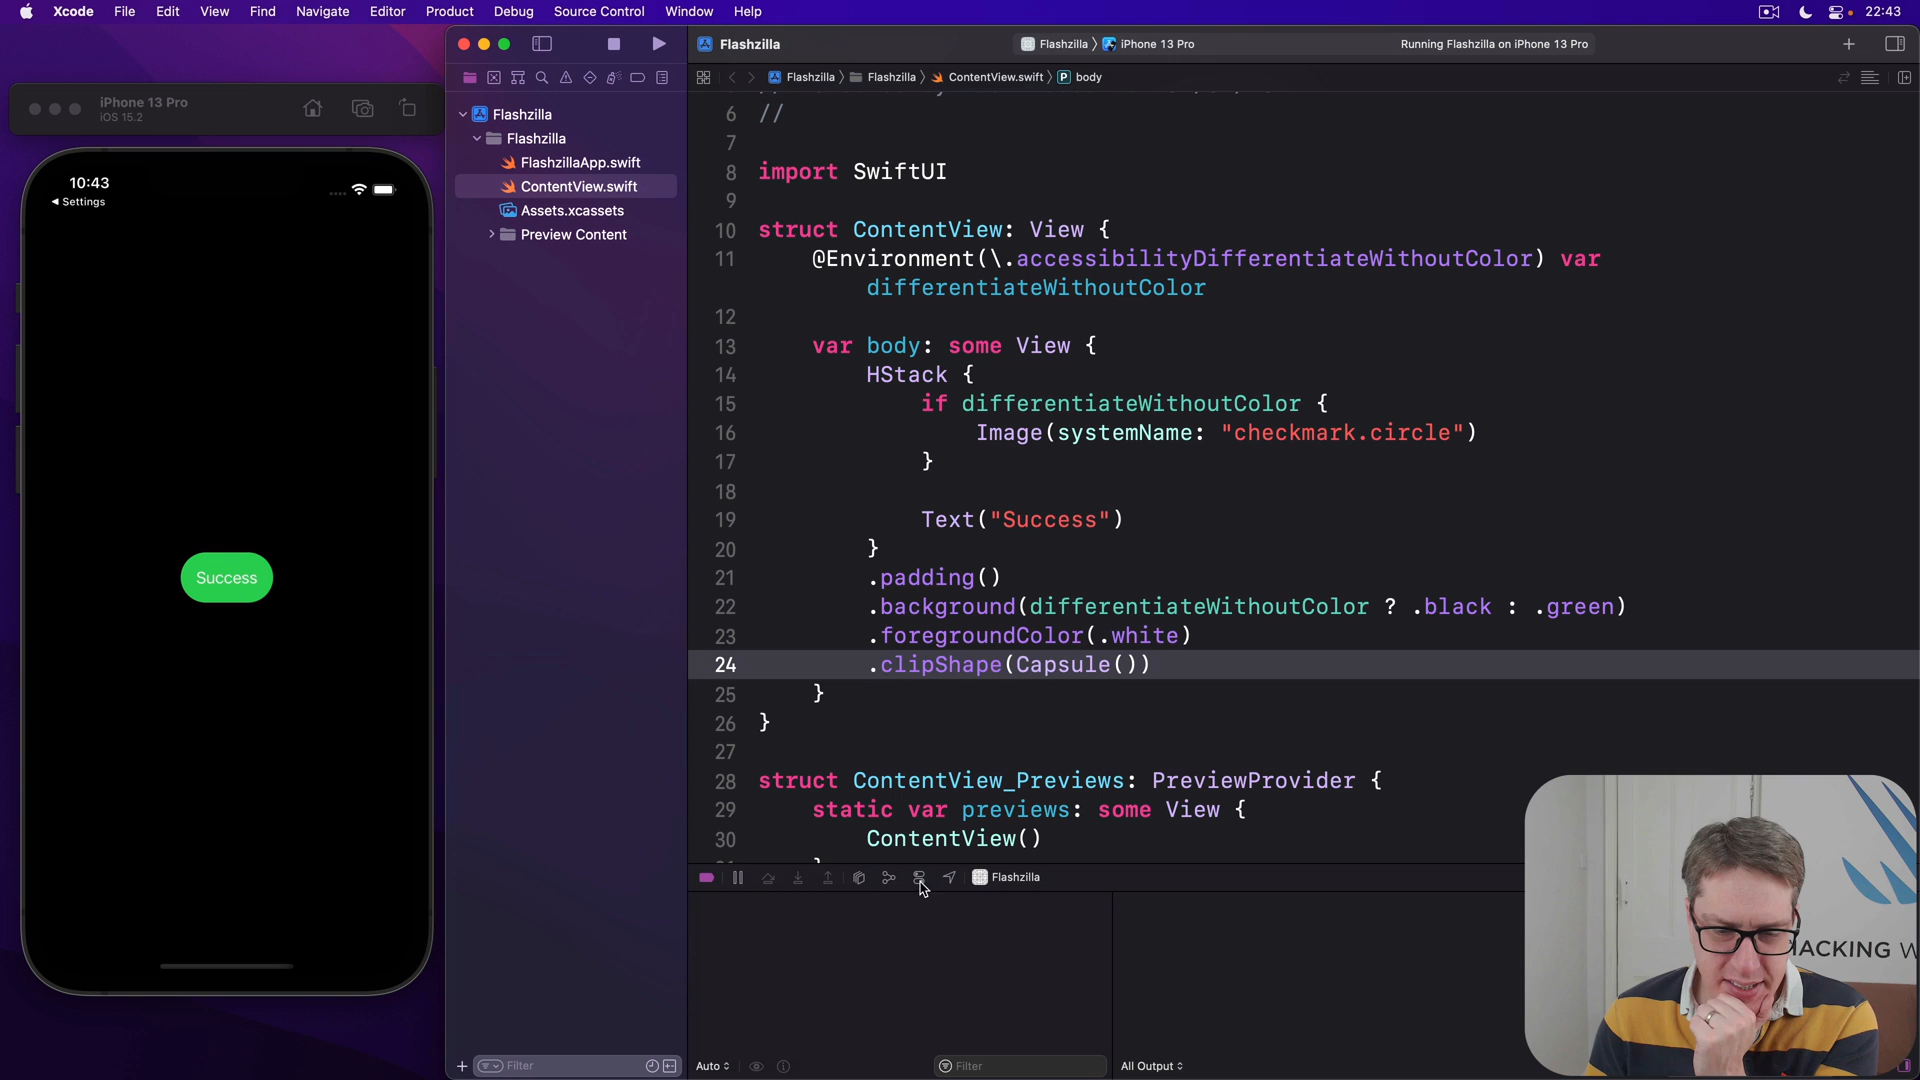 Xcode File Edit View Find Navigate Editor Product Debug Source Control Window Help 22:43
Flashzilla Flashzilla iPhone 13 Pro Running Flashzilla on iPhone 13 Pro
Flashzilla Flashzilla ContentView.swift P body
iPhone 13 Pro
iOS 15.2
10:43
Settings
Success
Flashzilla
Flashzilla
FlashzillaApp.swift
ContentView.swift
Assets.xcassets
Preview Content
Filter
6 //
7
8 import SwiftUI
9
10 struct ContentView: View {
11 @Environment(\.accessibilityDifferentiateWithoutColor) var
differentiateWithoutColor
12
13 var body: some View {
14 HStack {
15 if differentiateWithoutColor {
16 Image(systemName: "checkmark.circle")
17 }
18
19 Text("Success")
20 }
21 .padding()
22 .background(differentiateWithoutColor ? .black : .green)
23 .foregroundColor(.white)
24 .clipShape(Capsule())
25 }
26 }
27
28 struct ContentView_Previews: PreviewProvider {
29 static var previews: some View {
30 ContentView()
Flashzilla
Auto Filter All Output
HACKING W